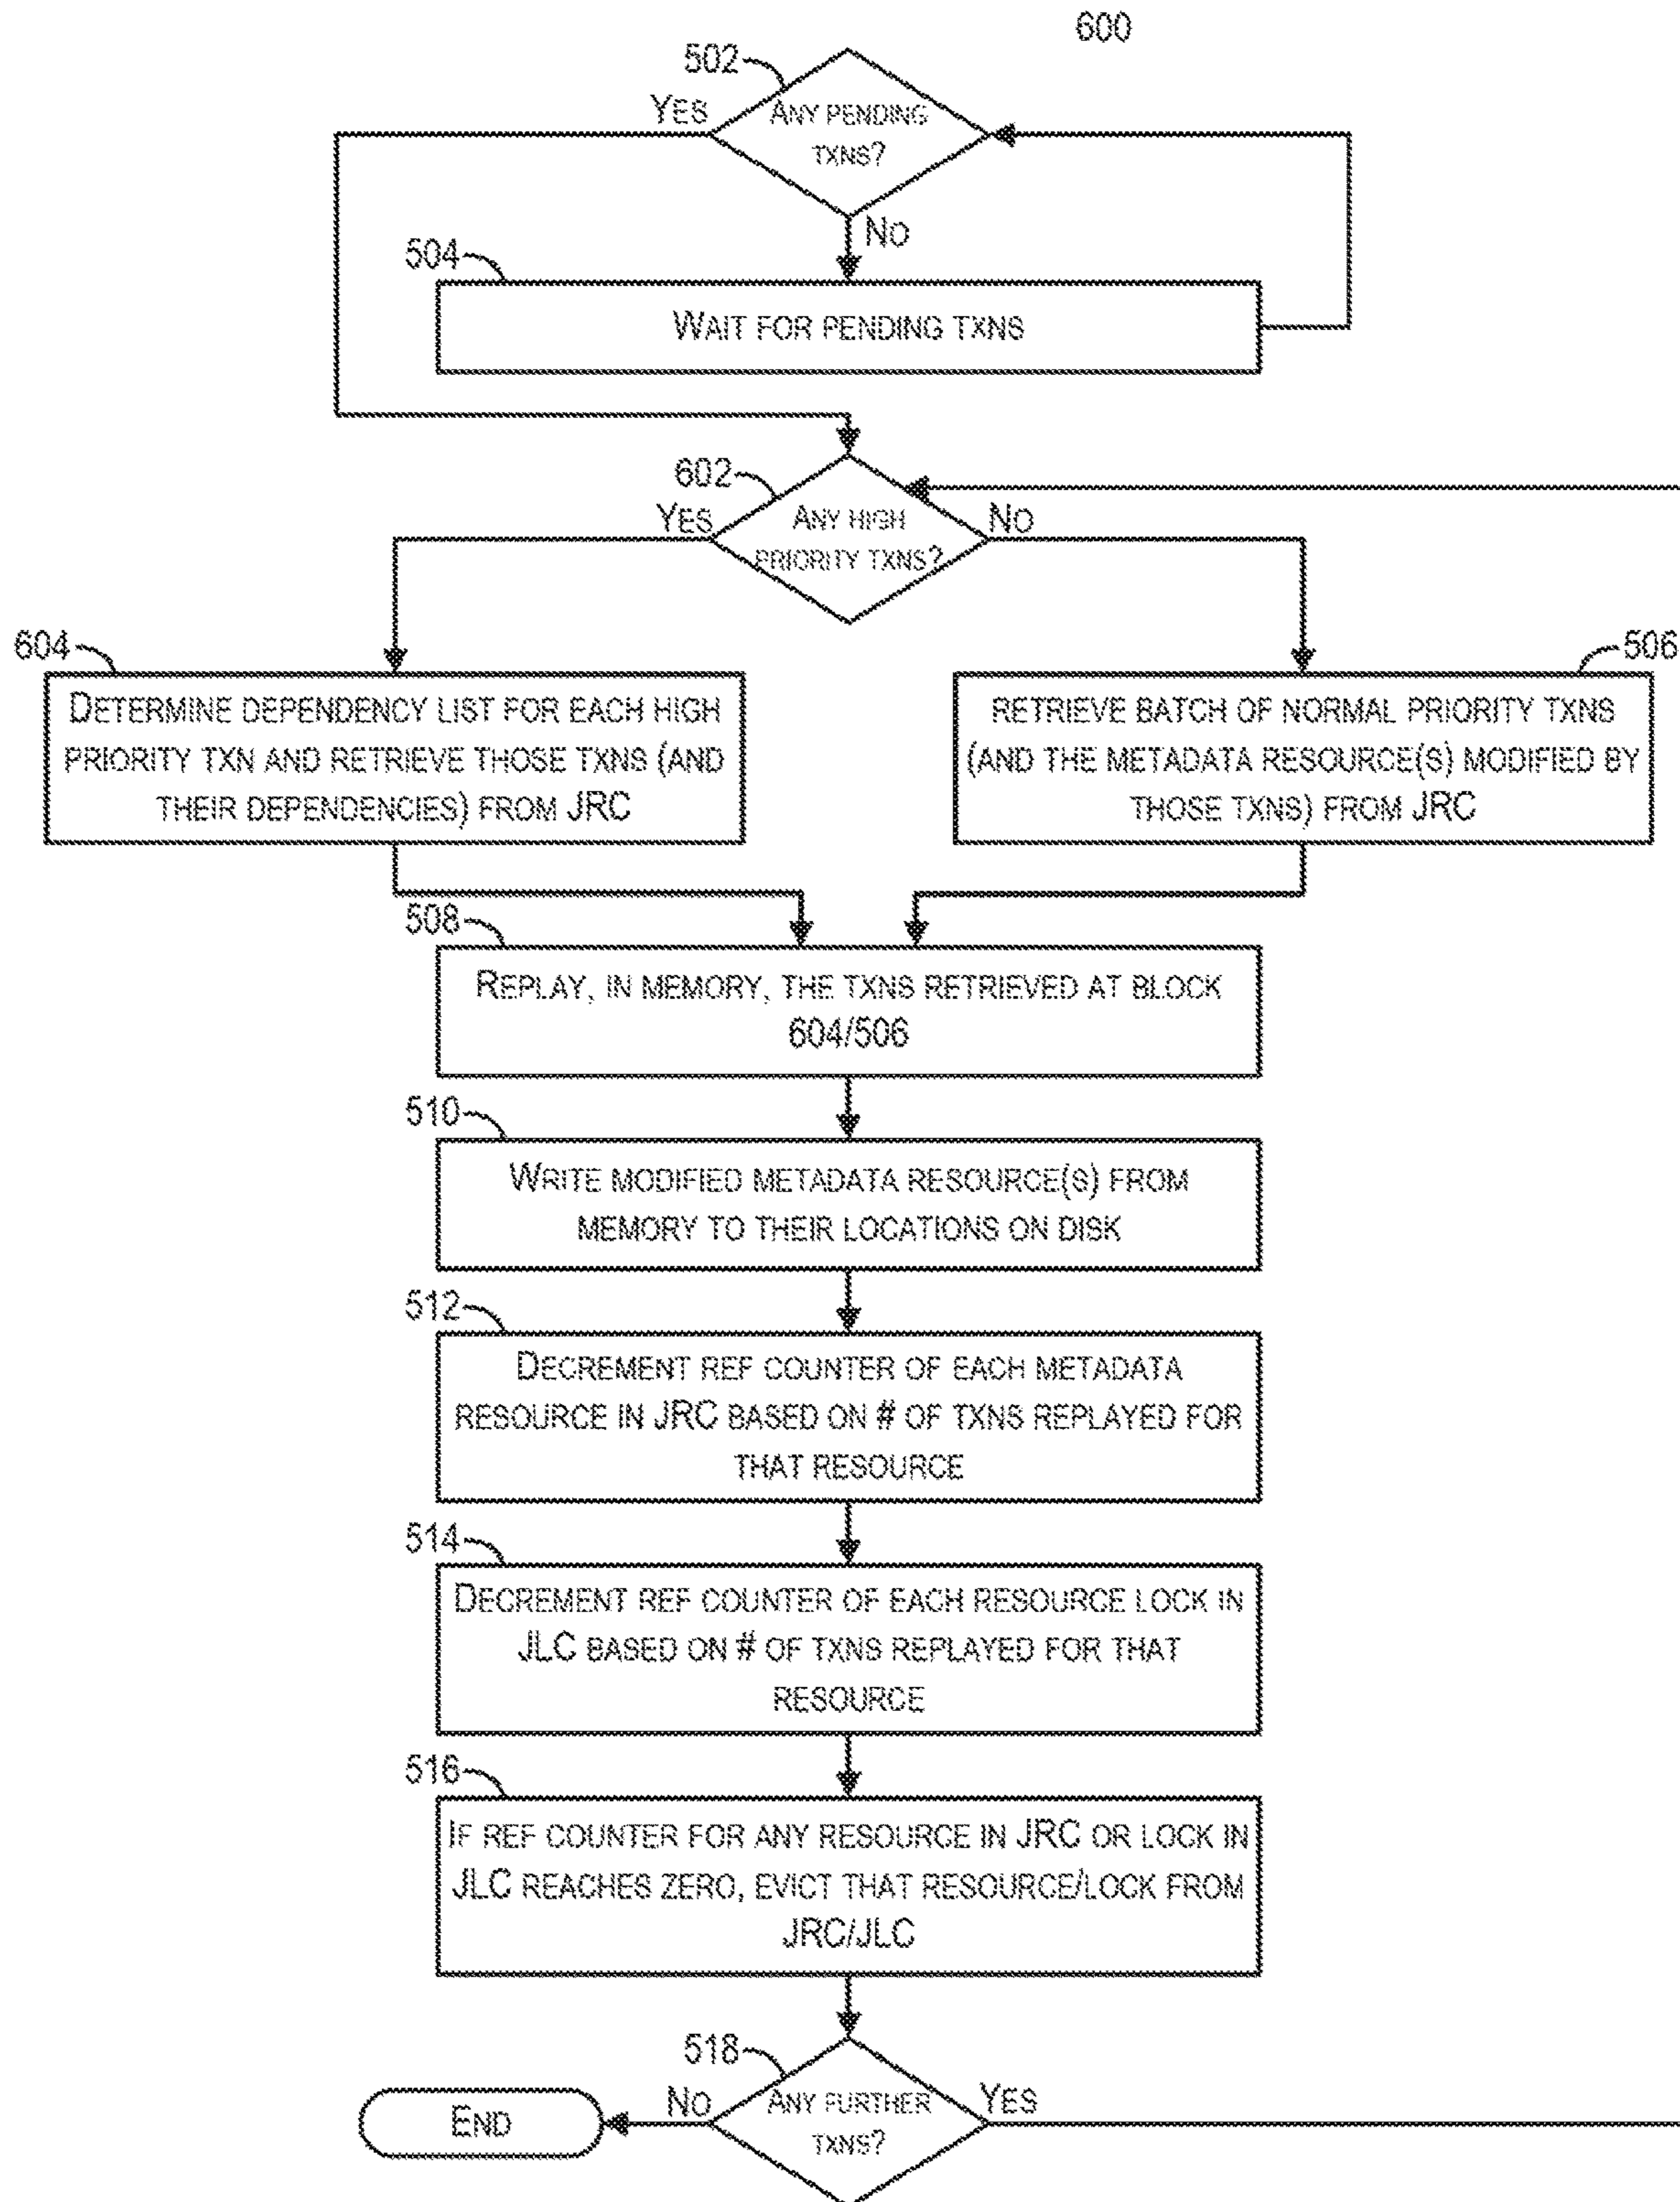 600
502
YES
ANY PENDING
TXNS?
NO
504
WAIT FOR PENDING TXNS
602
YES
ANY HIGH
PRIORITY TXNS?
NO
604
DETERMINE DEPENDENCY LIST FOR EACH HIGH
PRIORITY TXN AND RETRIEVE THOSE TXNS (AND
THEIR DEPENDENCIES) FROM JRC
506
RETRIEVE BATCH OF NORMAL PRIORITY TXNS
(AND THE METADATA RESOURCE(S) MODIFIED BY
THOSE TXNS) FROM JRC
508
REPLAY, IN MEMORY, THE TXNS RETRIEVED AT BLOCK
604/506
510
WRITE MODIFIED METADATA RESOURCE(S) FROM
MEMORY TO THEIR LOCATIONS ON DISK
512
DECREMENT REF COUNTER OF EACH METADATA
RESOURCE IN JRC BASED ON # OF TXNS REPLAYED FOR
THAT RESOURCE
514
DECREMENT REF COUNTER OF EACH RESOURCE LOCK IN
JLC BASED ON # OF TXNS REPLAYED FOR THAT
RESOURCE
516
IF REF COUNTER FOR ANY RESOURCE IN JRC OR LOCK IN
JLC REACHES ZERO, EVICT THAT RESOURCE/LOCK FROM
JRC/JLC
518
NO
ANY FURTHER
TXNS?
YES
END